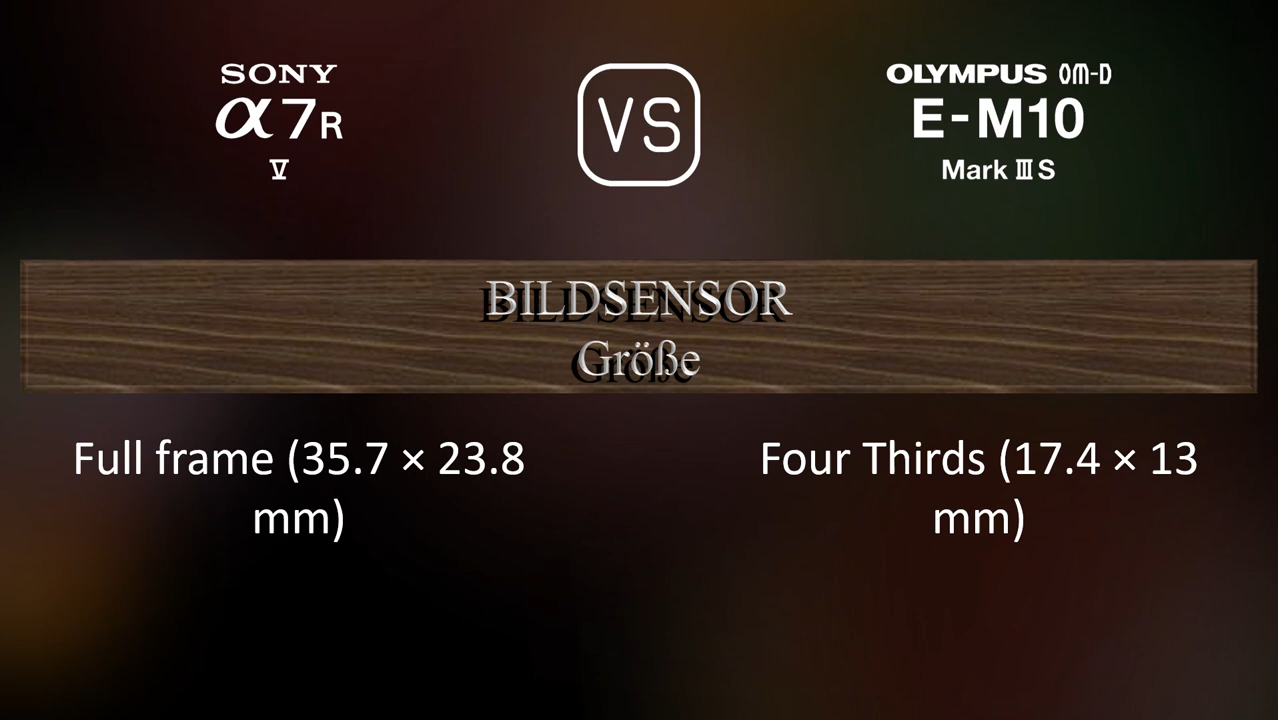 SONY
α7R
V
VS
OLYMPUS OM-D
E-M10
Mark III S
BILDSENSOR
Größe
Full frame (35.7 × 23.8
mm)
Four Thirds (17.4 × 13
mm)